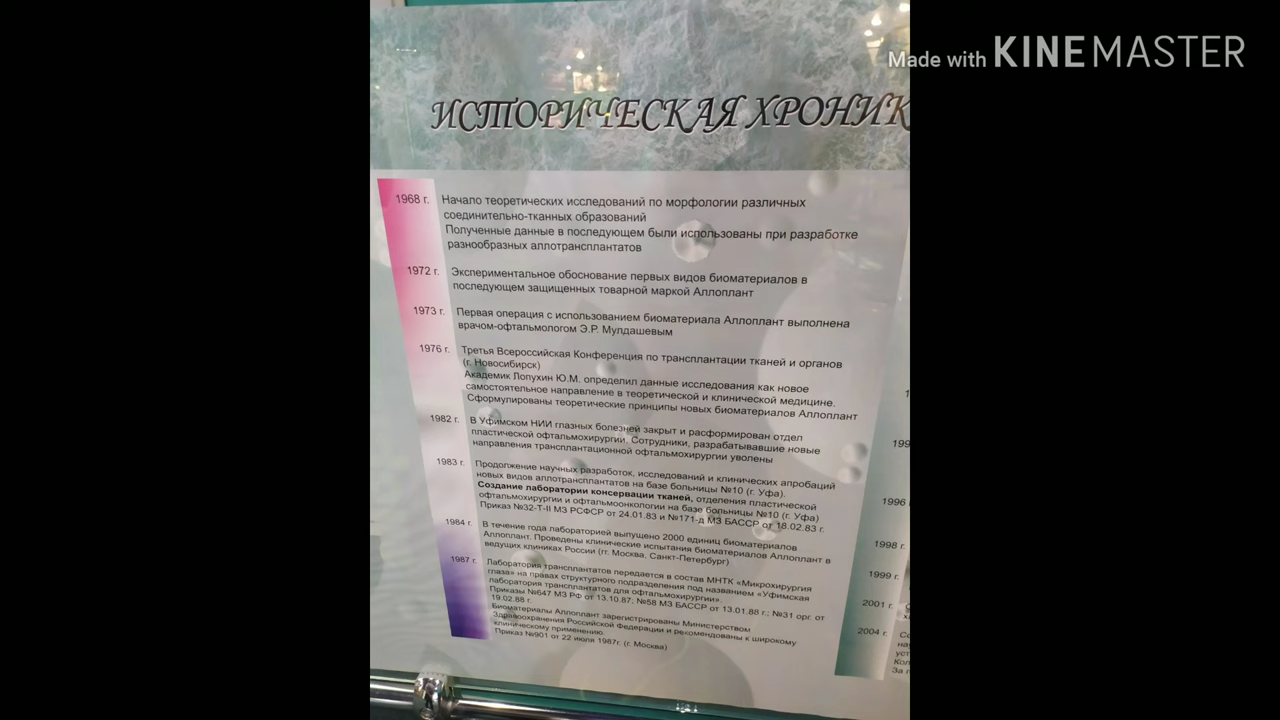 Made with KINEMASTER
ИСТОРИЧЕСКАЯ ХРОНИК
1968 г. Начало теоретических исследований по морфологии различных
соединительно-тканных образований
Полученные данные в последующем были использованы при разработке
разнообразных аллотрансплантатов
1972 г. Экспериментальное обоснование первых видов биоматериалов в
последующем защищенных товарной маркой Аллоплант
1973 г. Первая операция с использованием биоматериала Аллоплант выполнена
врачом-офтальмологом Э.Р. Мулдашевым
1976 г. Третья Всероссийская Конференция по трансплантации тканей и органов
(г. Новосибирск)
Академик Лопухин Ю.М. определил данные исследования как новое
самостоятельное направление в теоретической и клинической медицине.
Сформулированы теоретические принципы новых биоматериалов Аллоплант
1982 г. В Уфимском НИИ глазных болезней закрыт и расформирован отдел
пластической офтальмохирургии. Сотрудники, разрабатывавшие новые
направления трансплантационной офтальмохирургии уволены
1983 г. Продолжение научных разработок, исследований и клинических апробаций
новых видов аллотрансплантатов на базе больницы №10 (г. Уфа).
Создание лаборатории консервации тканей, отделения пластической
офтальмохирургии и офтальмоонкологии на базе больницы №10 (г. Уфа)
Приказ №32-Т-II МЗ РСФСР от 24.01.83 и №171-д МЗ БАССР от 18.02.83 г.
1984 г. В течение года лабораторией выпущено 2000 единиц биоматериалов
Аллоплант. Проведены клинические испытания биоматериалов Аллоплант в
ведущих клиниках России (гг. Москва, Санкт-Петербург)
1987 г. Лаборатория трансплантатов передается в состав МНТК «Микрохирургия
глаза» на правах структурного подразделения под названием «Уфимская
лаборатория трансплантатов для офтальмохирургии».
Приказы №647 МЗ РФ от 13.10.87; №58 МЗ БАССР от 13.01.88 г.; №31 орг. от
19.02.88 г.
Биоматериалы Аллоплант зарегистрированы Министерством
Здравоохранения Российской Федерации и рекомендованы к широкому
клиническому применению.
Приказ №901 от 22 июля 1987г. (г. Москва)
1996
1998 г.
1999 г.
2001 г.
2004 г.